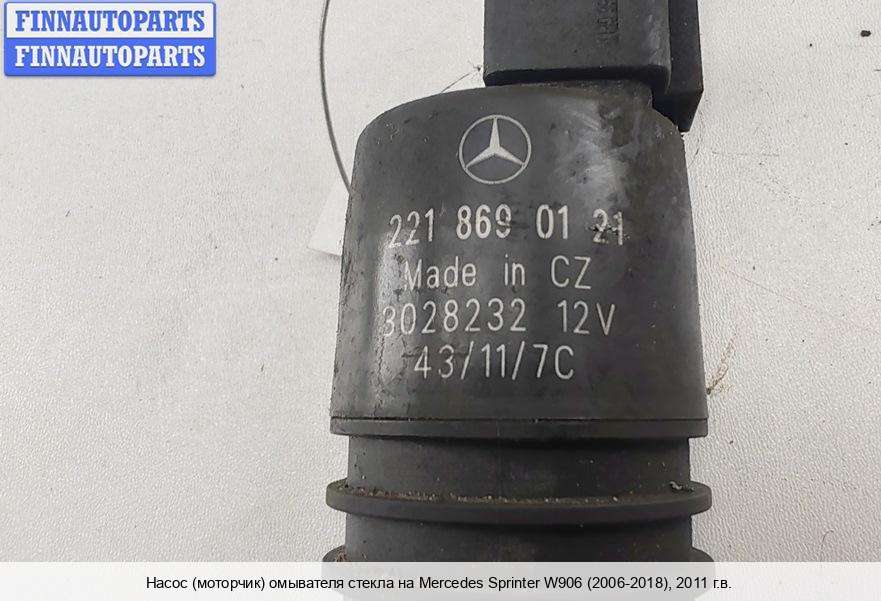 FINNAUTOPARTS
FINNAUTOPARTS
221 869 01 21
Made in CZ
3028232 12V
43/11/7C
Насос (моторчик) омывателя стекла на Mercedes Sprinter W906 (2006-2018), 2011 г.в.